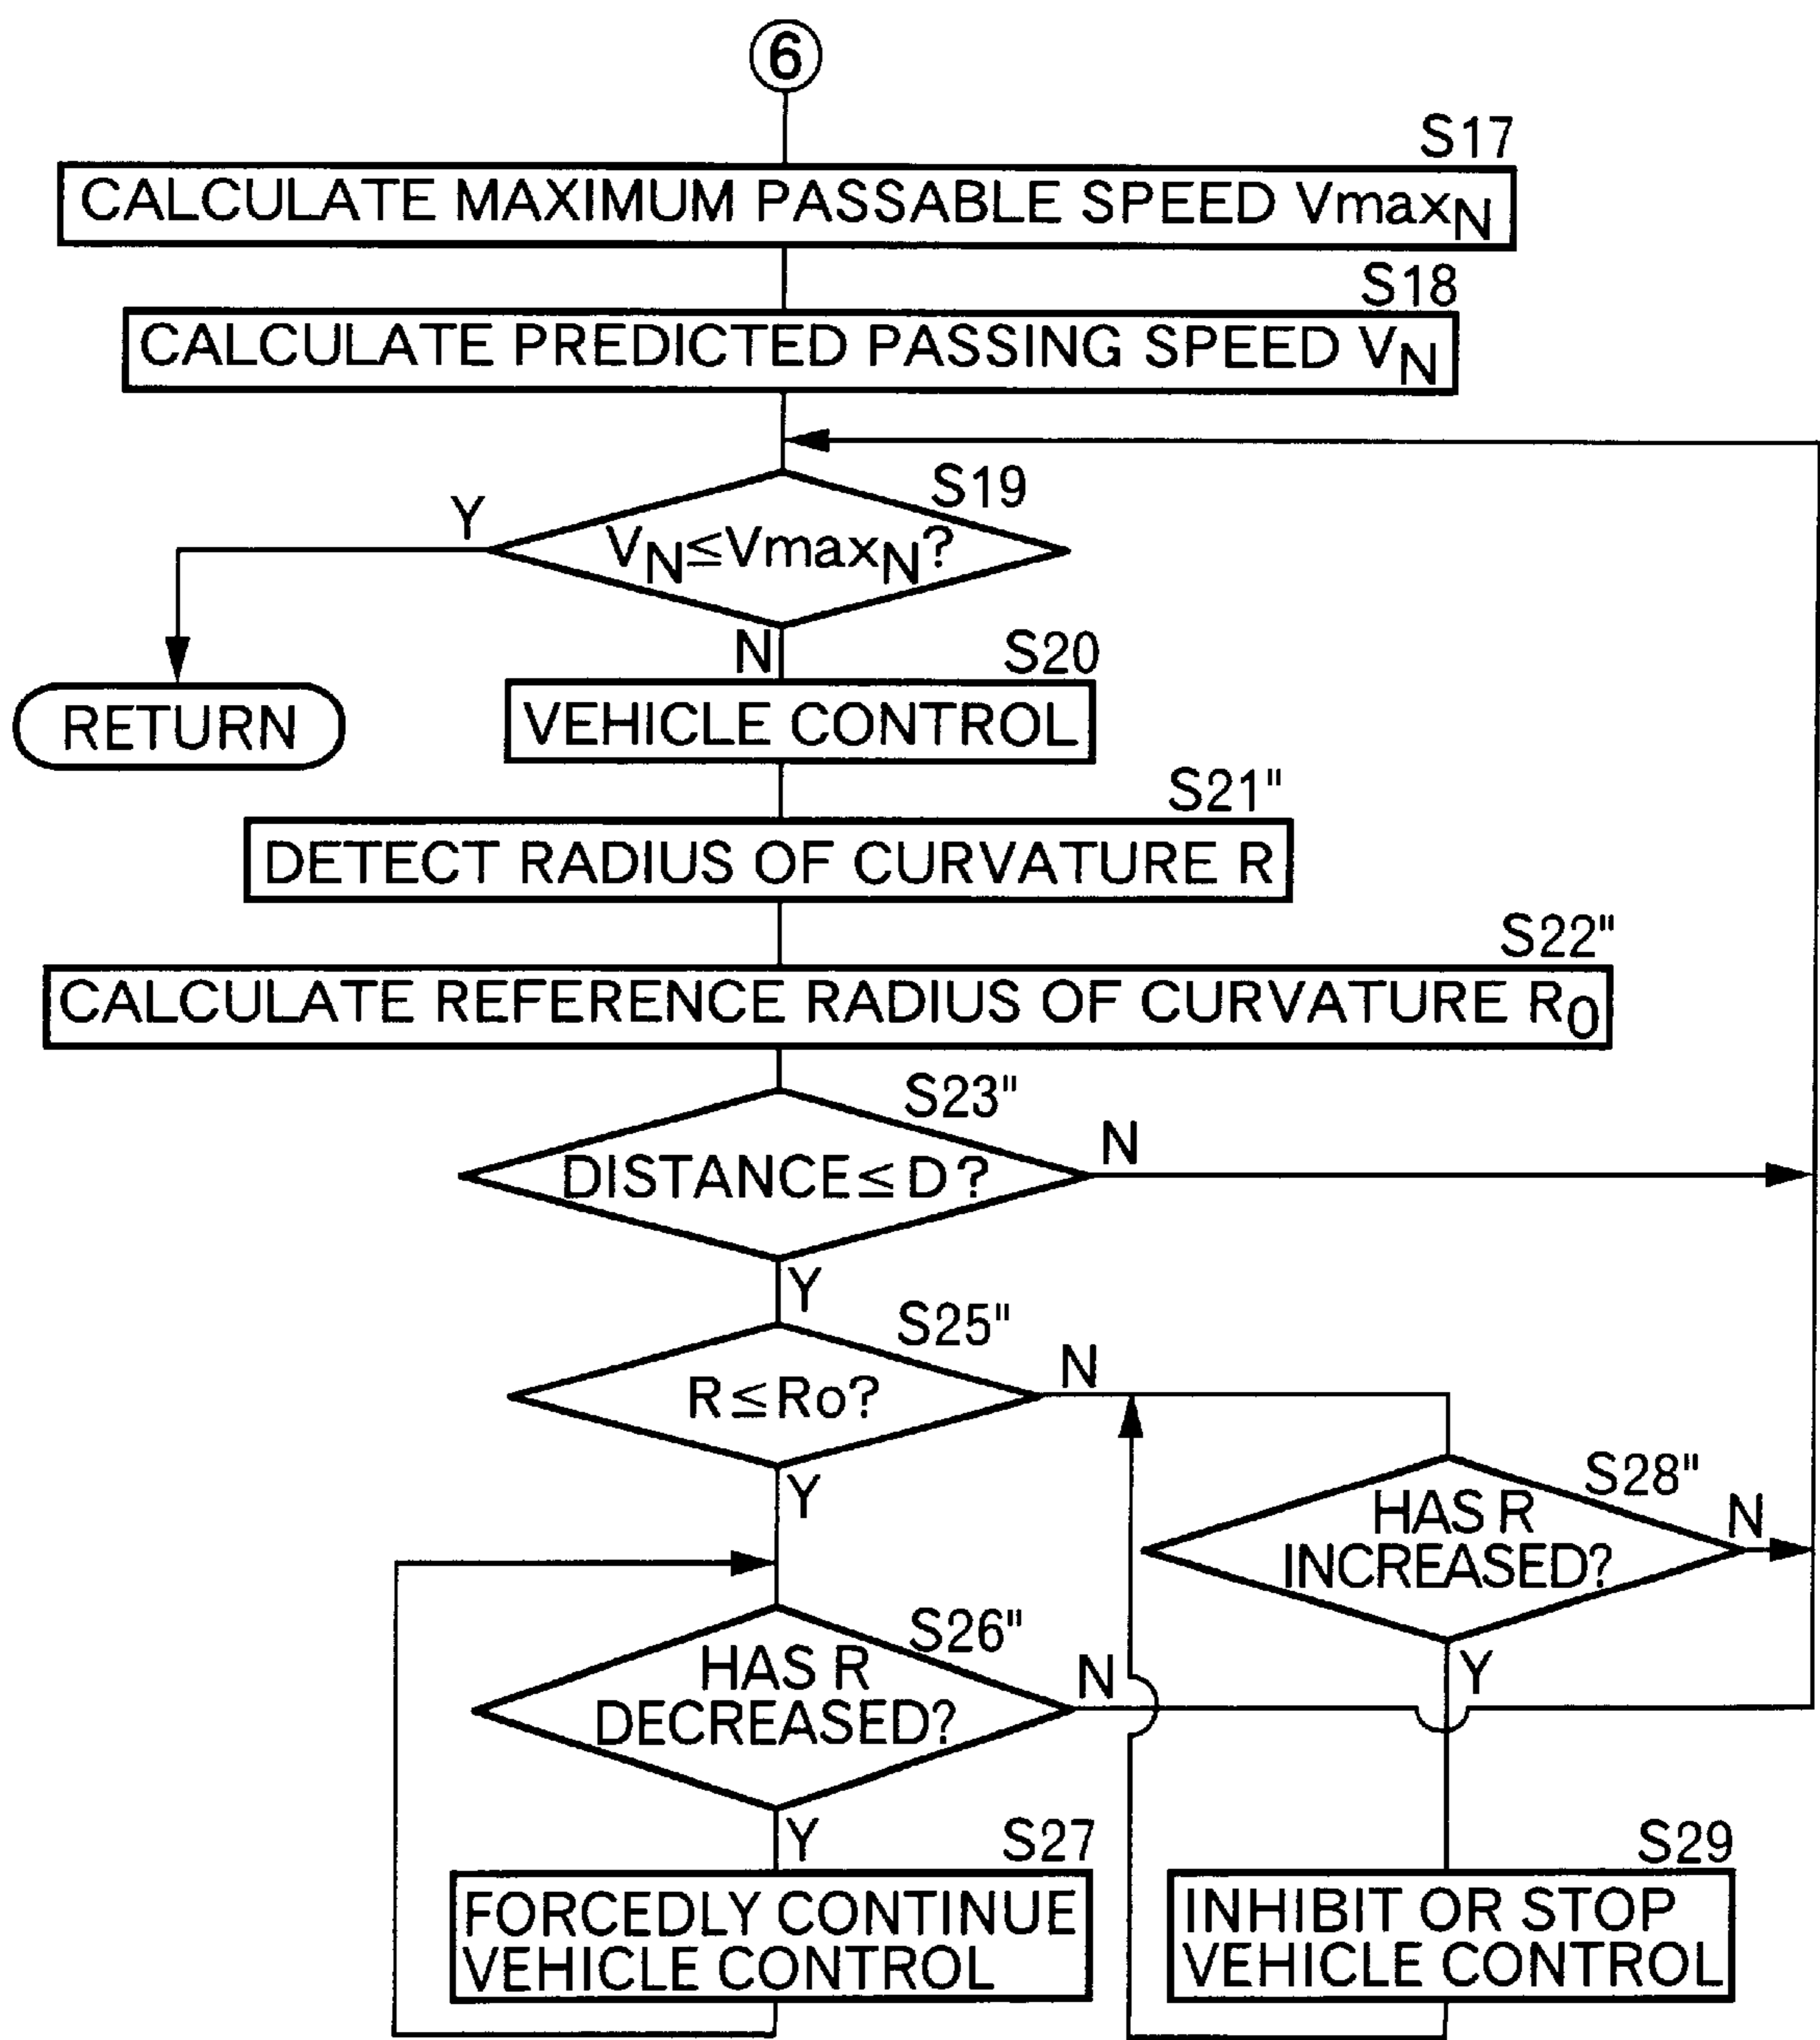 6
S17
CALCULATE MAXIMUM PASSABLE SPEED VmaxN
S18
CALCULATE PREDICTED PASSING SPEED VN
S19
Y
VN≤VmaxN?
N
S20
RETURN
VEHICLE CONTROL
S21"
DETECT RADIUS OF CURVATURE R
S22"
CALCULATE REFERENCE RADIUS OF CURVATURE R0
S23"
N
DISTANCE≤D?
Y
S25"
N
R≤Ro?
Y
S28"
HAS R
N
INCREASED?
S26"
HAS R
N
Y
DECREASED?
Y
S27
S29
FORCEDLY CONTINUE
VEHICLE CONTROL
INHIBIT OR STOP
VEHICLE CONTROL